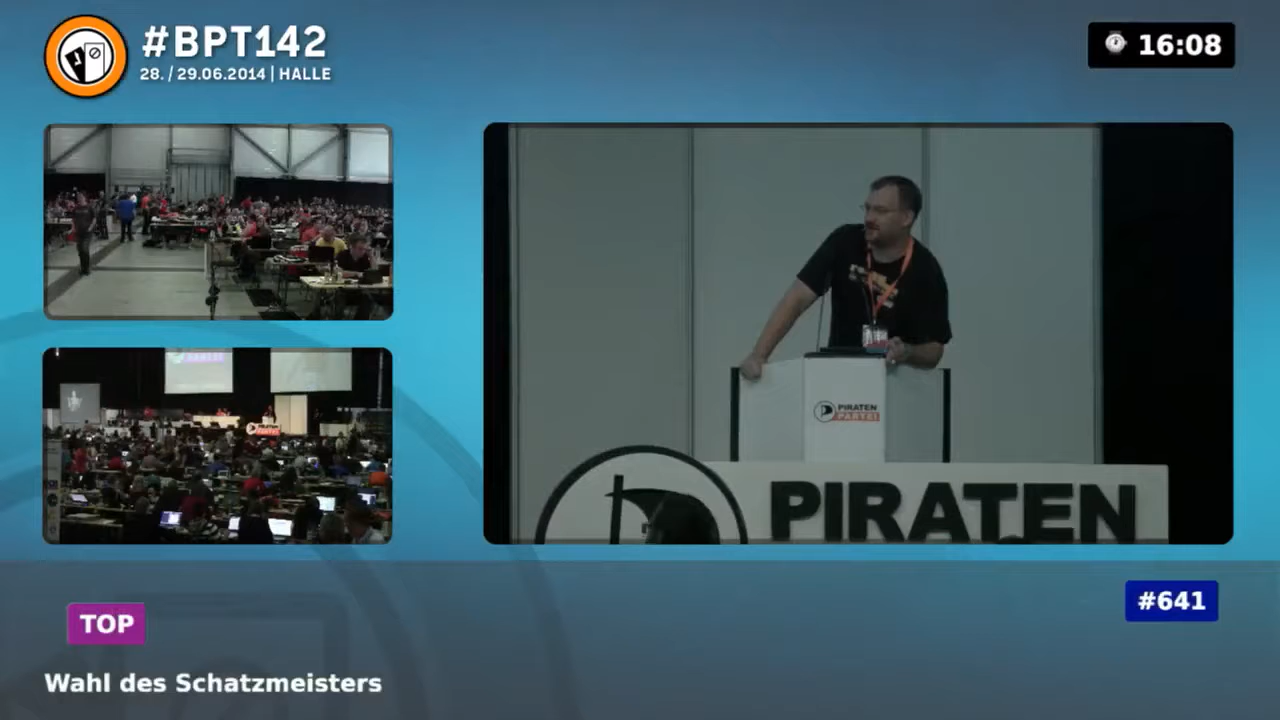 #BPT142
28. / 29.06.2014 | HALLE
16:08
PIRATEN
PARTEI
PIRATEN
#641
TOP
Wahl des Schatzmeisters